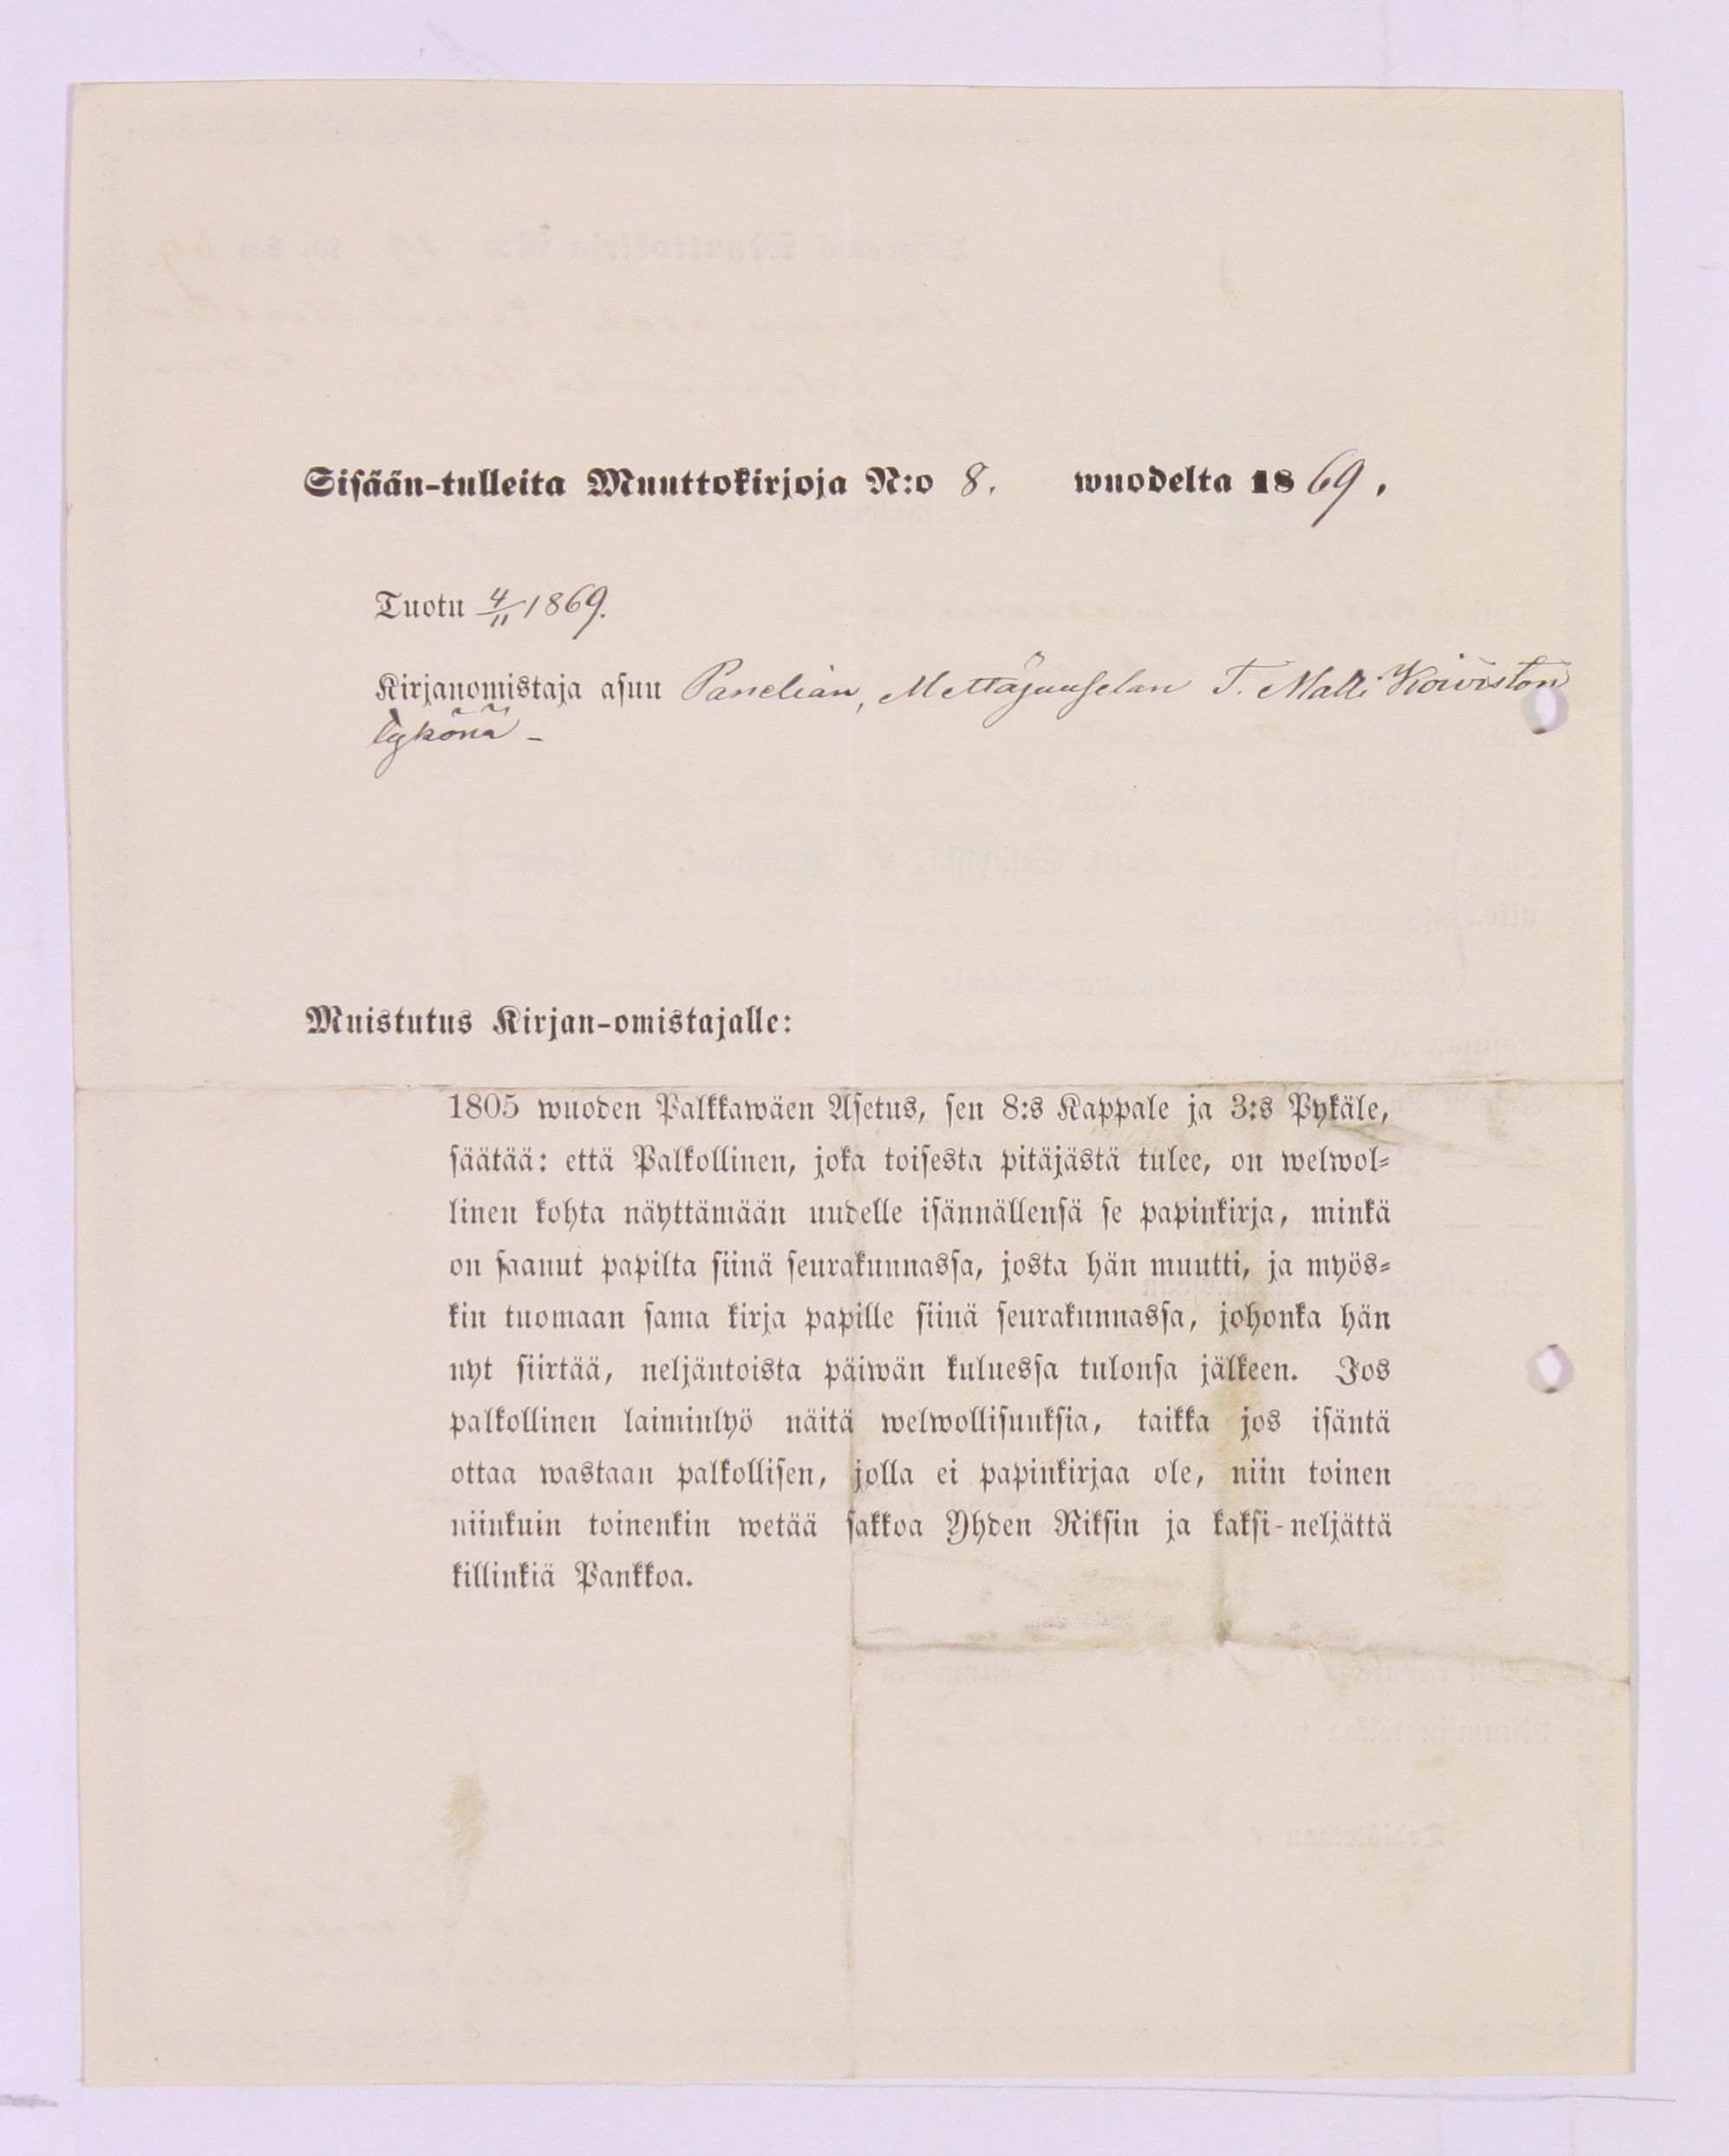 Sisään-tulleita Muuttokirjoja N:o 8. wuodelta 1869.
Tuotu 4/11 1869.
Kirjanomistaja asuu Panelian, Mettäjuuselan T. Matti Koiviston
tykönä -
Muistutus Kirjan-omistajalle:
1805 wuoden Palkkawäen Asetus, sen 8:s Kappale ja 3:s Pykäle,
säätää: että Palkollinen, joka toisesta pitäjästä tulee, on welwol-
linen kohta näyttämään uudelle isännällensä se papinkirja, minkä
on saanut papilta siinä seurakunnassa, josta hän muutti, ja myös-
kin tuomaan sama kirja papille siinä seurakunnassa, johonka hän
nyt siirtää, neljäntoista päiwän kuluessa tulonsa jälkeen. Jos
palkollinen laiminlyö näitä welwollisuuksia, taikka jos isäntä
ottaa wastaan palkollisen, jolla ei papinkirjaa ole, niin toinen
niinkuin toinenkin wetää sakkoa Yhden Riksin ja kaksi-neljättä
killinkiä Pankkoa.